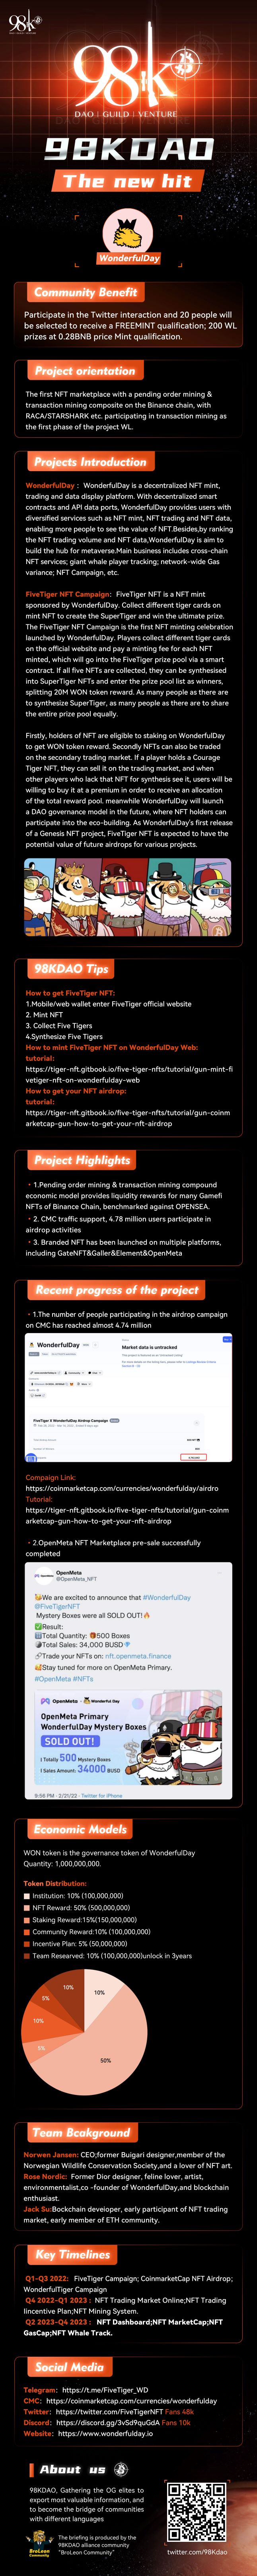 98k
DAO | GUILD | VENTURE
98KDAO
The new hit
WonderfulDay
Community Benefit
Participate in the Twitter interaction and 20 people will
be selected to receive a FREEMINT qualification; 200 WL
prizes at 0.28BNB price Mint qualification.
Project orientation
The first NFT marketplace with a pending order mining &
transaction mining composite on the Binance chain, with
RACA/STARSHARK etc. participating in transaction mining as
the first phase of the project WL.
Projects Introduction
WonderfulDay : WonderfulDay is a decentralized NFT mint,
trading and data display platform. With decentralized smart
contracts and API data ports, WonderfulDay provides users with
diversified services such as NFT mint, NFT trading and NFT data,
enabling more people to see the value of NFT.Besides,by ranking
the NFT trading volume and NFT data,WonderfulDay is aim to
build the hub for metaverse.Main business includes cross-chain
NFT services; giant whale player tracking; network-wide Gas
variance; NFT Campaign, etc.
FiveTiger NFT Campaign: FiveTiger NFT is a NFT mint
sponsored by WonderfulDay. Collect different tiger cards on
mint NFT to create the SuperTiger and win the ultimate prize.
The FiveTiger NFT Campaign is the first NFT minting celebration
launched by WonderfulDay. Players collect different tiger cards
on the official website and pay a minting fee for each NFT
minted, which will go into the FiveTiger prize pool via a smart
contract. If all five NFTs are collected, they can be synthesised
into SuperTiger NFTs and enter the prize pool list as winners,
splitting 20M WON token reward. As many people as there are
to synthesize SuperTiger, as many people as there are to share
the entire prize pool equally.
Firstly, holders of NFT are eligible to staking on WonderfulDay
to get WON token reward. Secondly NFTs can also be traded
on the secondary trading market. If a player holds a Courage
Tiger NFT, they can sell it on the trading market, and for
other players who lack that NFT for synthesis see it, users will be
willing to buy it at a premium in order to receive an allocation
of the total reward pool. meanwhile WonderfulDay will launch
a DAO governance model in the future, where NFT holders can
participate into the eco-building. As WonderfulDay's first release
of a Genesis NFT project, FiveTiger NFT is expected to have the
potential value of future airdrops for various projects.
98KDAO Tips
How to get FiveTiger NFT:
1.Mobile/web wallet enter FiveTiger official website
2. Mint NFT
3. Collect Five Tigers
4.Synthesize Five Tigers
How to mint FiveTiger NFT on WonderfulDay Web:
tutorial:
https://tiger-nft.gitbook.io/five-tiger-nfts/tutorial/gun-mint-fi
vetiger-nft-on-wonderfulday-web
How to get your NFT airdrop:
tutorial:
https://tiger-nft.gitbook.io/five-tiger-nfts/tutorial/gun-coinm
arketcap-gun-how-to-get-your-nft-airdrop
Project Highlights
• 1.Pending order mining & transaction mining compound
economic model provides liquidity rewards for many Gamefi
NFTs of Binance Chain, benchmarked against OPENSEA.
• 2. CMC traffic support, 4.78 million users participate in
airdrop activities
• 3. Branded NFT has been launched on multiple platforms,
including GateNFT&Galler&Element&OpenMeta
Recent progress of the project
• 1.The number of people participating in the airdrop campaign
on CMC has reached almost 4.74 million
WonderfulDay
Market data is untracked
FiveTiger X WonderfulDay Airdrop Campaign
Compaign Link:
https://coinmarketcap.com/currencies/wonderfulday/airdro
Tutorial:
https://tiger-nft.gitbook.io/five-tiger-nfts/tutorial/gun-coinm
arketcap-gun-how-to-get-your-nft-airdrop
• 2.OpenMeta NFT Marketplace pre-sale successfully
completed
OpenMeta
@OpenMeta_NFT
We are excited to announce that #WonderfulDay
@FiveTigerNFT
Mystery Boxes were all SOLD OUT!🔥
✅Result:
Total Quantity: 🎁500 Boxes
Total Sales: 34,000 BUSD💎
🔗Trade your NFTs on: nft.openmeta.finance
Stay tuned for more on OpenMeta Primary.
#OpenMeta #NFTs
OpenMeta × Wonderful Day
OpenMeta Primary
WonderfulDay Mystery Boxes
SOLD OUT!
Totally 500 Mystery Boxes
Sales Amount: 34000 BUSD
9:56 PM · 2/21/22 · Twitter for iPhone
Economic Models
WON token is the governance token of WonderfulDay
Quantity: 1,000,000,000.
Token Distribution:
Institution: 10% (100,000,000)
NFT Reward: 50% (500,000,000)
Staking Reward:15%(150,000,000)
Community Reward:10% (100,000,000)
Incentive Plan: 5% (50,000,000)
Team Researved: 10% (100,000,000)unlock in 3years
10%
10%
5%
10%
5%
50%
Team Bcakground
Norwen Jansen: CEO;former Buigari designer,member of the
Norwegian Wildlife Conservation Society,and a lover of NFT art.
Rose Nordic: Former Dior designer, feline lover, artist,
environmentalist,co -founder of WonderfulDay,and blockchain
enthusiast.
Jack Su:Bockchain deveioper, early participant of NFT trading
market, early member of ETH community.
Key Timelines
Q1-Q3 2022: FiveTiger Campaign; CoinmarketCap NFT Airdrop;
WonderfulTiger Campaign
Q4 2022-Q1 2023 : NFT Trading Market Online;NFT Trading
Iincentive Plan;NFT Mining System.
Q2 2023-Q4 2023 : NFT Dashboard;NFT MarketCap;NFT
GasCap;NFT Whale Track.
Social Media
Telegram: https://t.me/FiveTiger_WD
CMC: https://coinmarketcap.com/currencies/wonderfulday
Twitter: https://twitter.com/FiveTigerNFT Fans 48k
Discord: https://discord.gg/3vSd9quGdA Fans 10k
Website: https://www.wonderfulday.io
About us
98KDAO, Gathering the OG elites to
export most valuable information, and
to become the bridge of communities
with different languages
BroLeon
Community
The briefing is produced by the
98KDAO alliance community
"BroLeon Community"
twitter.com/98Kdao